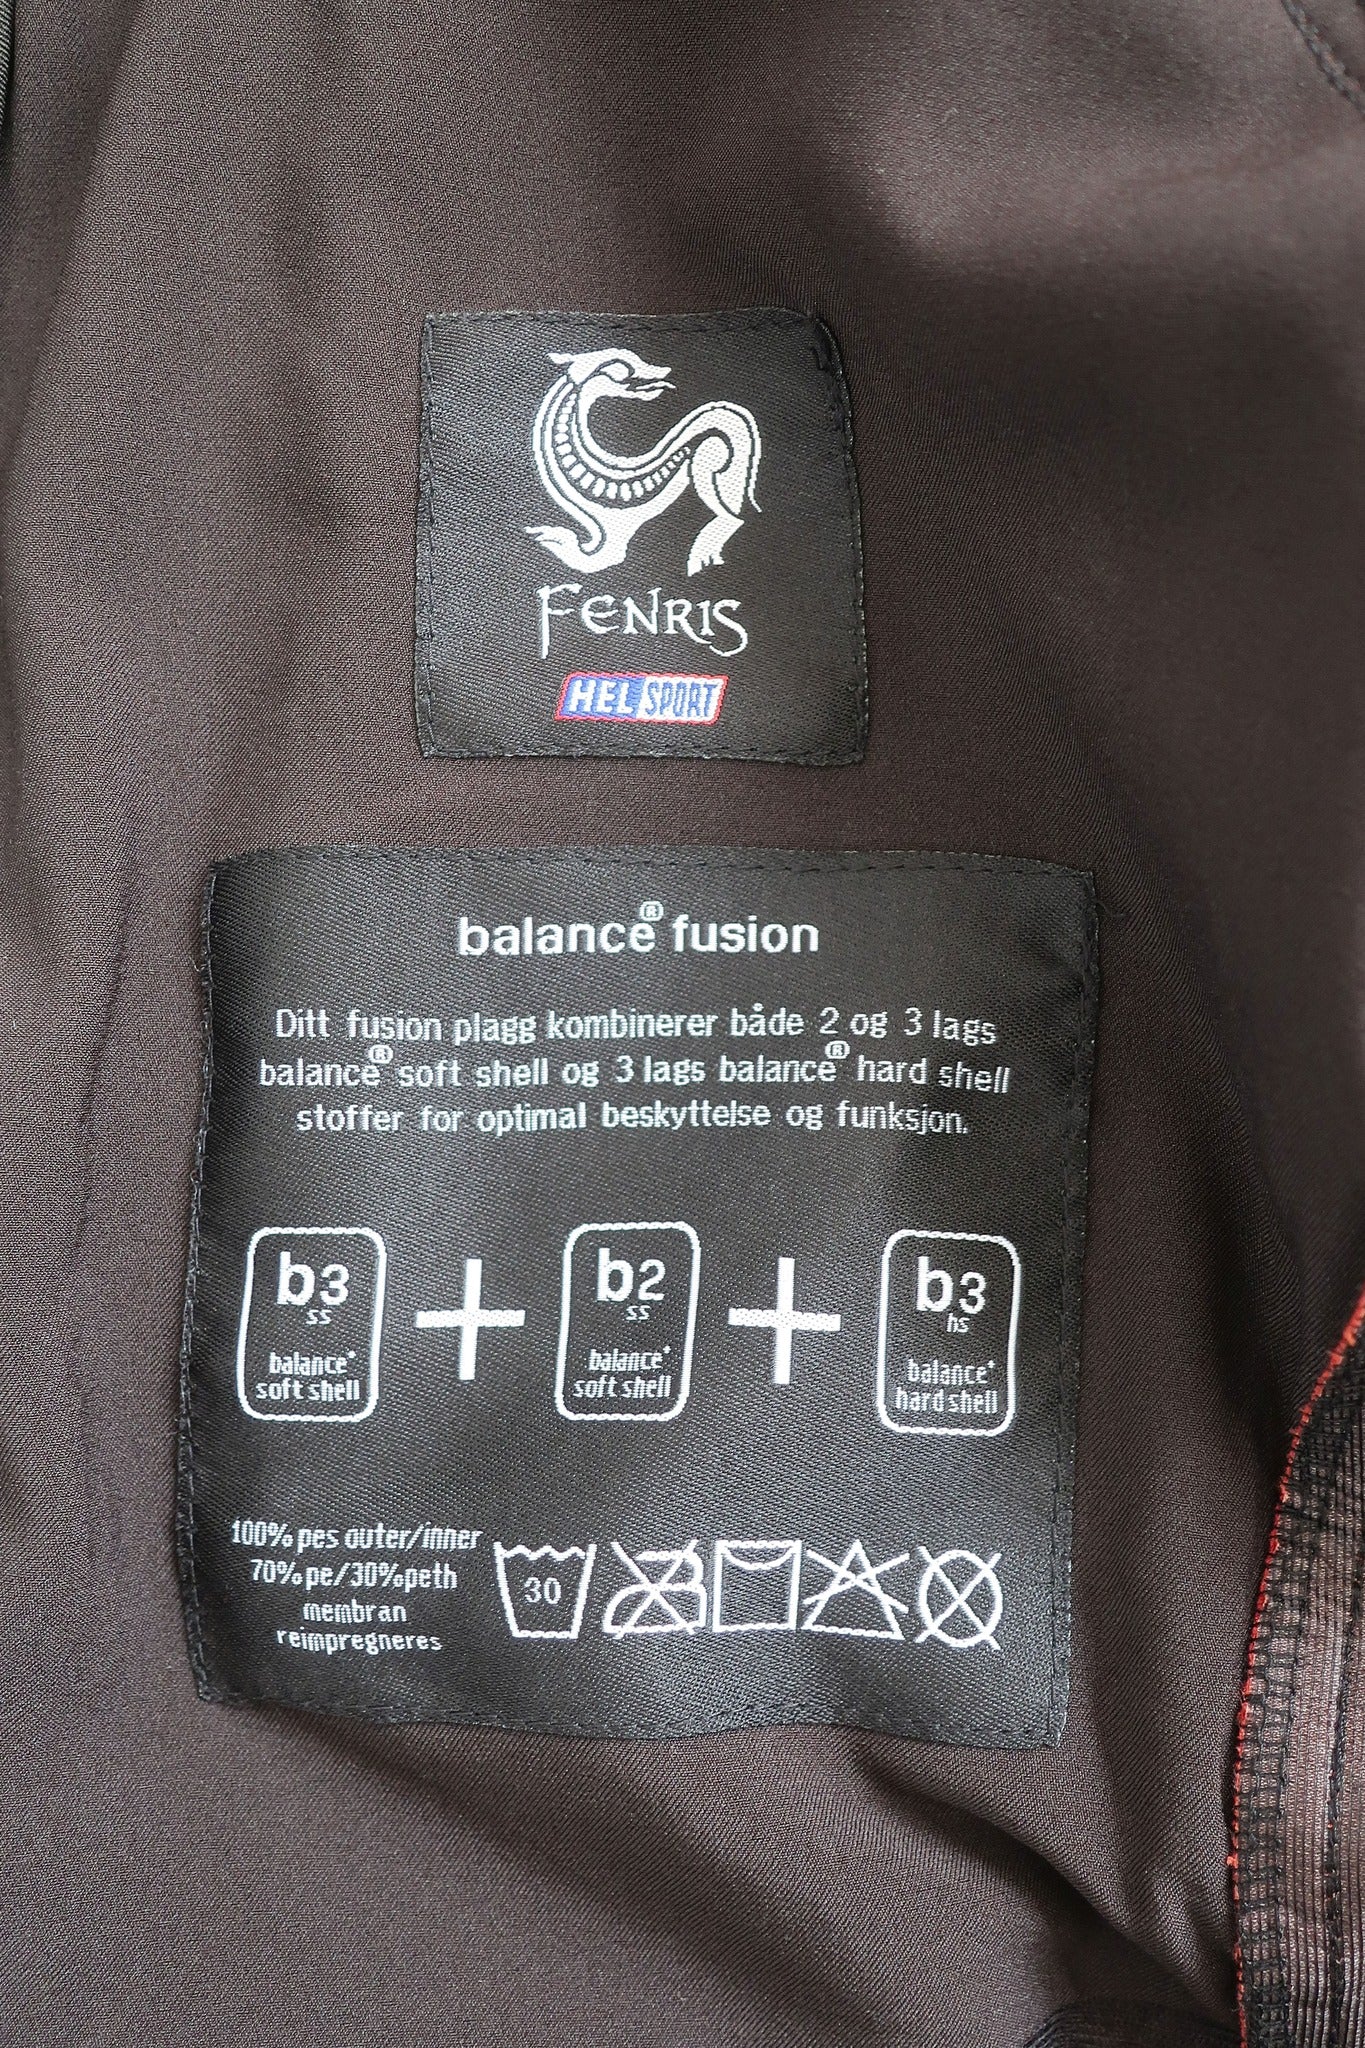 FENRIS
HELSPORT
balance® fusion
Ditt fusion plagg kombinerer både 2 og 3 lags
balance® soft shell og 3 lags balance® hard shell
stoffer for optimal beskyttelse og funksjon.
b3 + b2 + b3
ss ss hs
balance® balance® balance®
soft shell soft shell hard shell
100% pes outer/inner
70% pe/30%peth
membran
reimpregneres
30